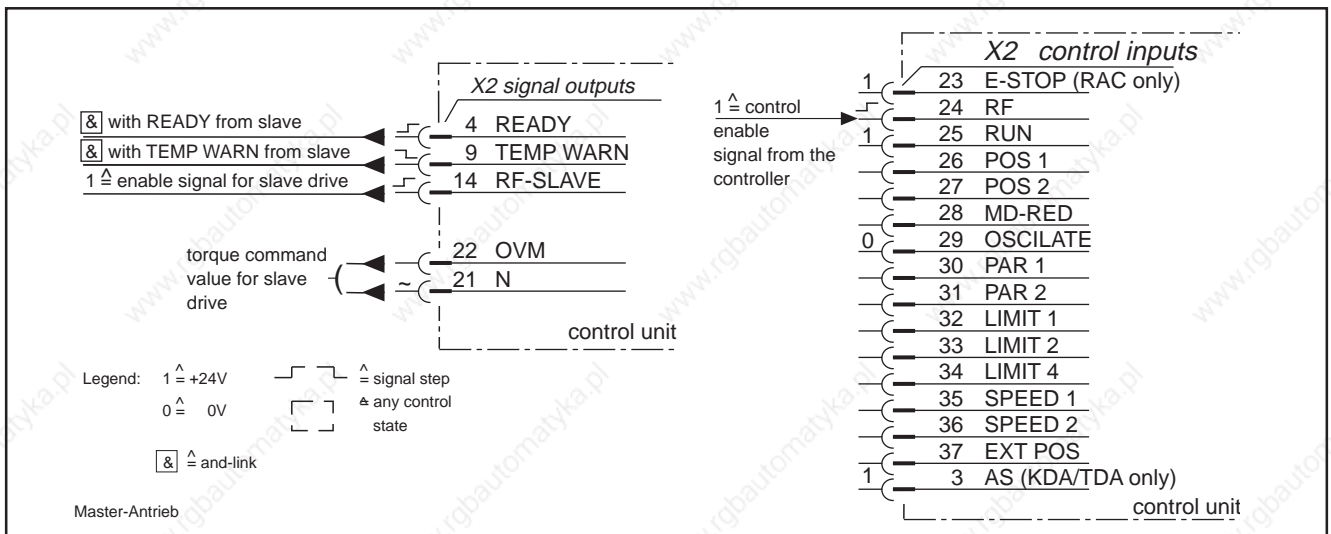 X2 signal outputs
& with READY from slave
4 READY
& with TEMP WARN from slave
9 TEMP WARN
1 ≙ enable signal for slave drive
14 RF-SLAVE
torque command
value for slave
drive
22 OVM
~ 21 N
control unit
Legend: 1 ≙ +24V
≙ signal step
0 ≙ 0V
≙ any control
state
& ≙ and-link
Master-Antrieb
X2 control inputs
1 23 E-STOP (RAC only)
1 ≙ control
enable
signal from the
controller
24 RF
1 25 RUN
26 POS 1
27 POS 2
28 MD-RED
0 29 OSCILATE
30 PAR 1
31 PAR 2
32 LIMIT 1
33 LIMIT 2
34 LIMIT 4
35 SPEED 1
36 SPEED 2
37 EXT POS
1 3 AS (KDA/TDA only)
control unit
www.rgbautomatyka.pl